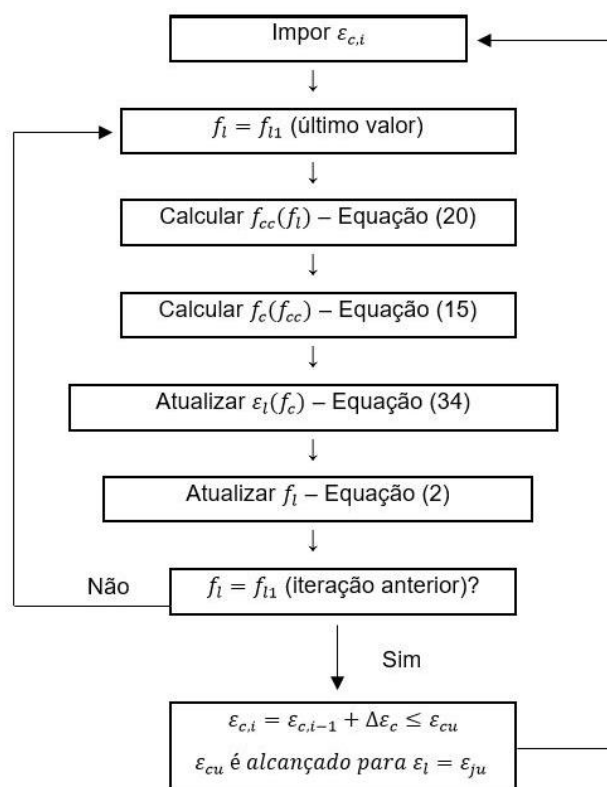 Impor ε_{c,i}
↓
f_l = f_{l1} (último valor)
↓
Calcular f_{cc}(f_l) – Equação (20)
↓
Calcular f_c(f_{cc}) – Equação (15)
↓
Atualizar ε_l(f_c) – Equação (34)
↓
Atualizar f_l – Equação (2)
↓
Não
f_l = f_{l1} (iteração anterior)?
Sim
ε_{c,i} = ε_{c,i−1} + Δε_c ≤ ε_{cu}
ε_{cu} é alcançado para ε_l = ε_{ju}